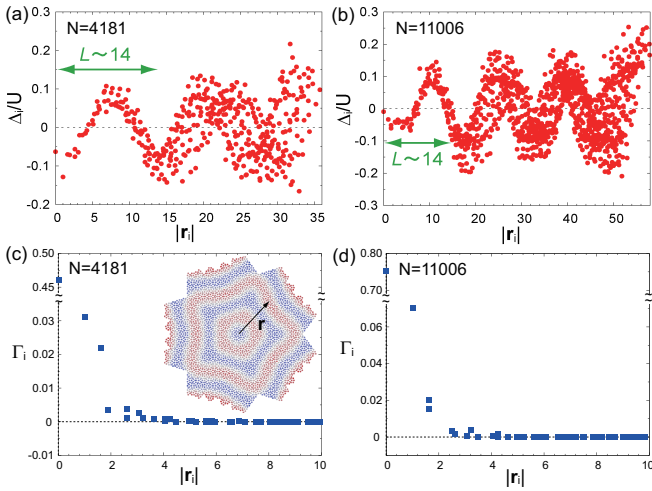 (a)
N=4181
L～14
Δi/U
0.3
0.2
0.1
0
-0.1
-0.2
0 5 10 15 20 25 30 35
|ri|
(b)
N=11006
L～14
Δi/U
0.3
0.2
0.1
0
-0.1
-0.2
-0.3
0 10 20 30 40 50
|ri|
(c)
N=4181
Γi
0.50
0.45
0.03
0.02
0.01
0
-0.01
0 2 4 6 8 10
|ri|
r
(d)
N=11006
Γi
0.80
0.70
0.06
0.04
0.02
0
0 2 4 6 8 10
|ri|